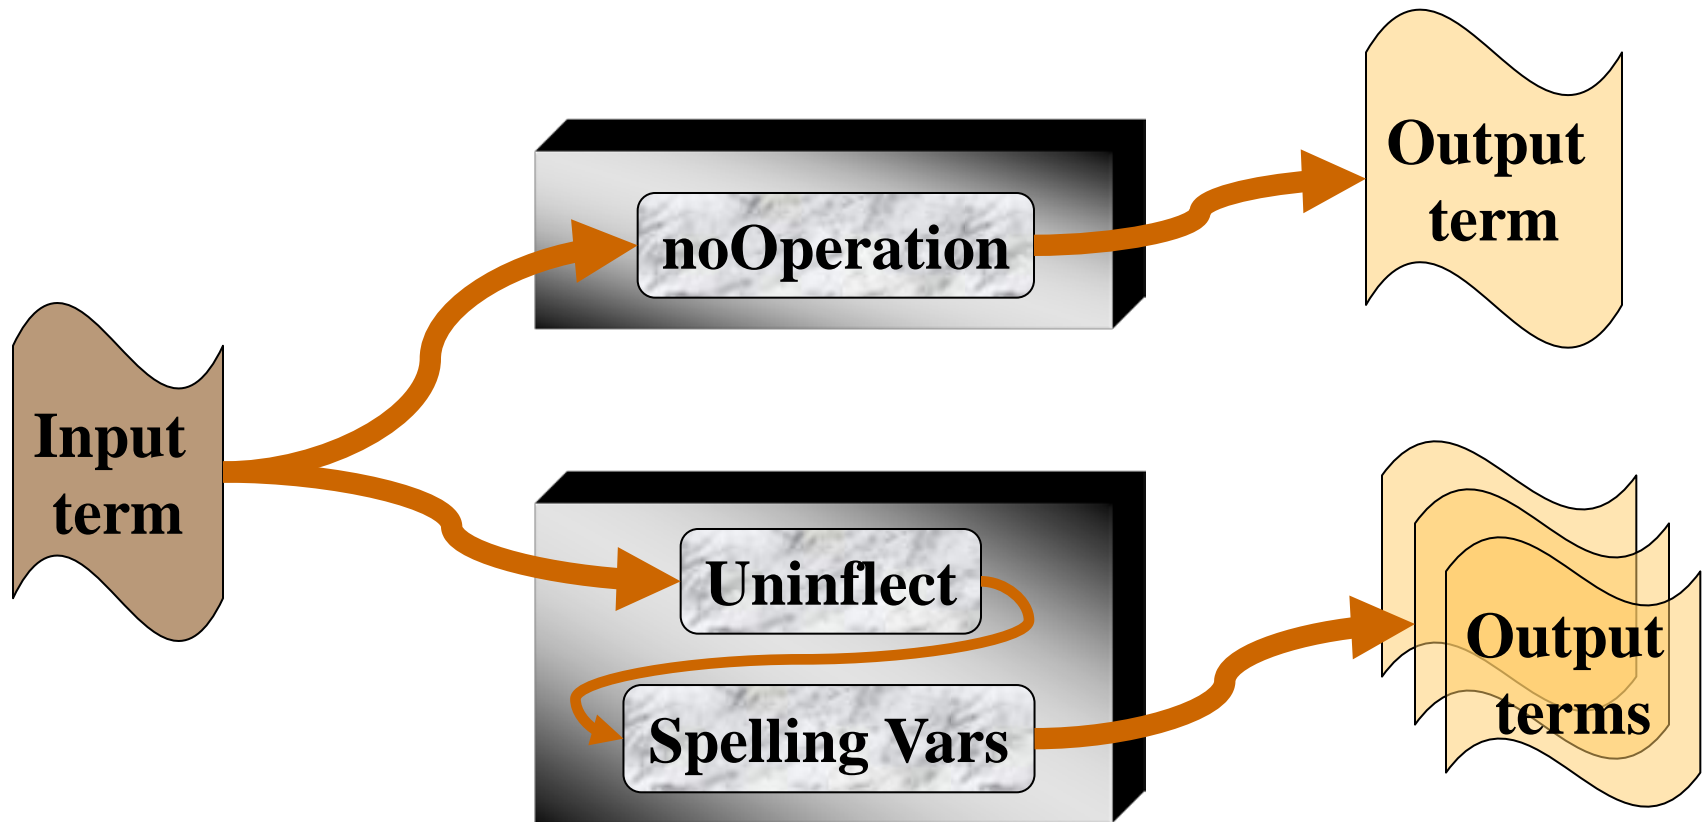 Input
term
noOperation
Output
term
Uninflect
Spelling Vars
Output
terms